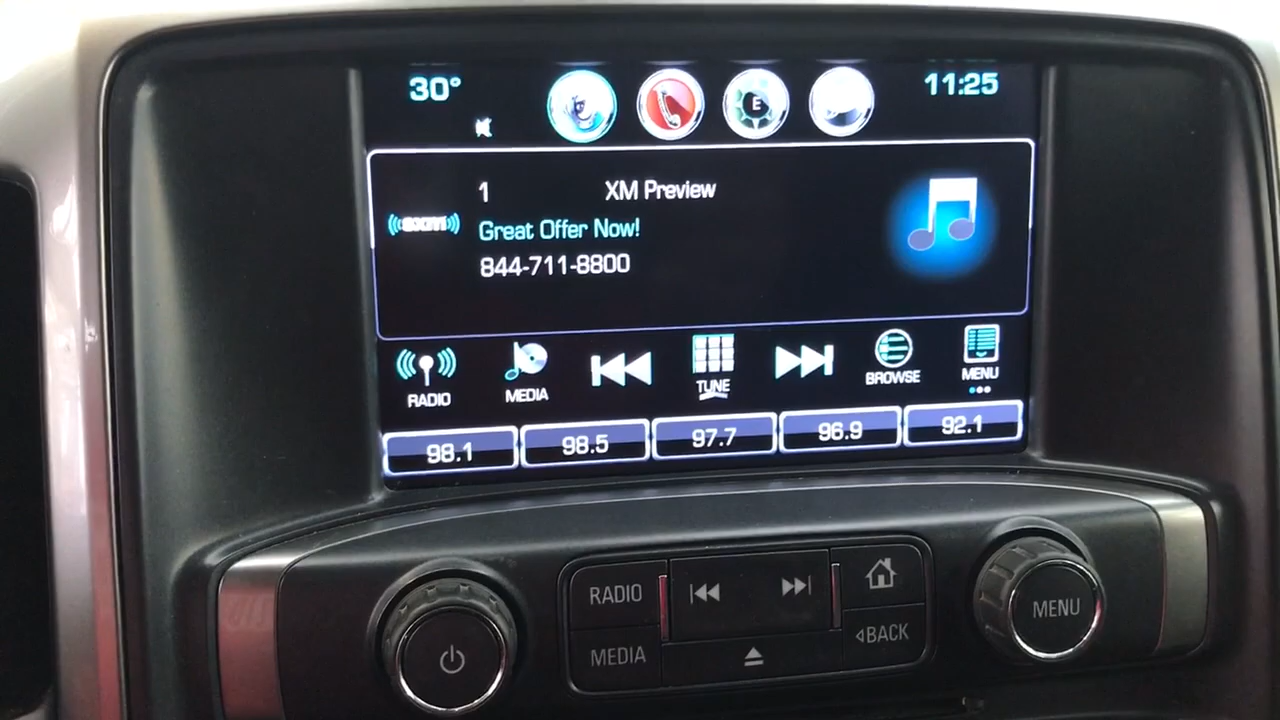 30° 11:25
E
1 XM Preview
((sxm))
Great Offer Now!
844-711-8800
RADIO MEDIA TUNE BROWSE MENU
98.1 98.5 97.7 96.9 92.1
RADIO
MEDIA
BACK
MENU